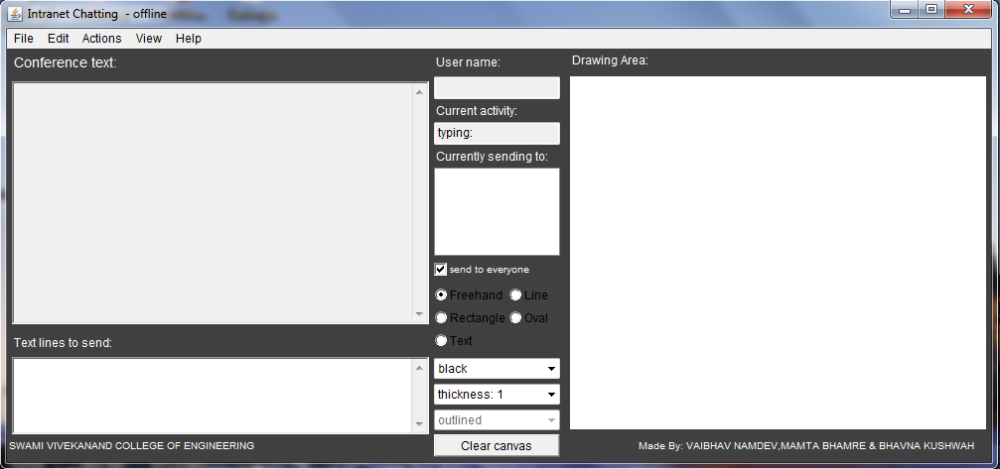 Intranet Chatting - offline
File Edit Actions View Help
Conference text:
User name:
Drawing Area:
Current activity:
typing:
Currently sending to:
send to everyone
Freehand Line
Rectangle Oval
Text
Text lines to send:
black
thickness: 1
outlined
Clear canvas
SWAMI VIVEKANAND COLLEGE OF ENGINEERING
Made By: VAIBHAV NAMDEV,MAMTA BHAMRE & BHAVNA KUSHWAH